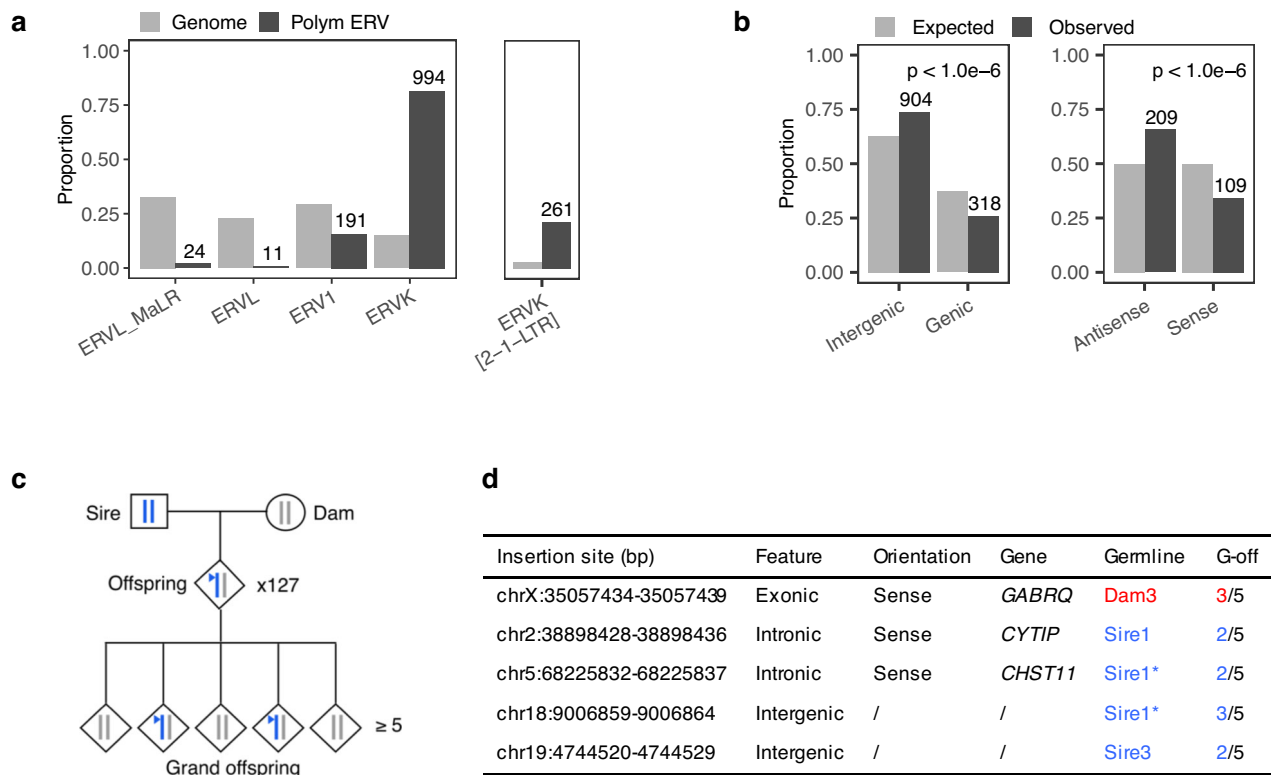 a
Genome Polym ERV
1.00
0.75
0.50
0.25
0.00
Proportion
24
11
191
994
ERVL_MaLR
ERVL
ERV1
ERVK
261
ERVK
[2−1−LTR]
b
Expected Observed
1.00
0.75
0.50
0.25
0.00
Proportion
p < 1.0e−6
904
318
Intergenic
Genic
1.00
0.75
0.50
0.25
0.00
p < 1.0e−6
209
109
Antisense
Sense
c
Sire
Dam
Offspring x127
≥ 5
Grand offspring
d
Insertion site (bp) Feature Orientation Gene Germline G-off
chrX:35057434-35057439 Exonic Sense GABRQ Dam3 3/5
chr2:38898428-38898436 Intronic Sense CYTIP Sire1 2/5
chr5:68225832-68225837 Intronic Sense CHST11 Sire1* 2/5
chr18:9006859-9006864 Intergenic / / Sire1* 3/5
chr19:4744520-4744529 Intergenic / / Sire3 2/5